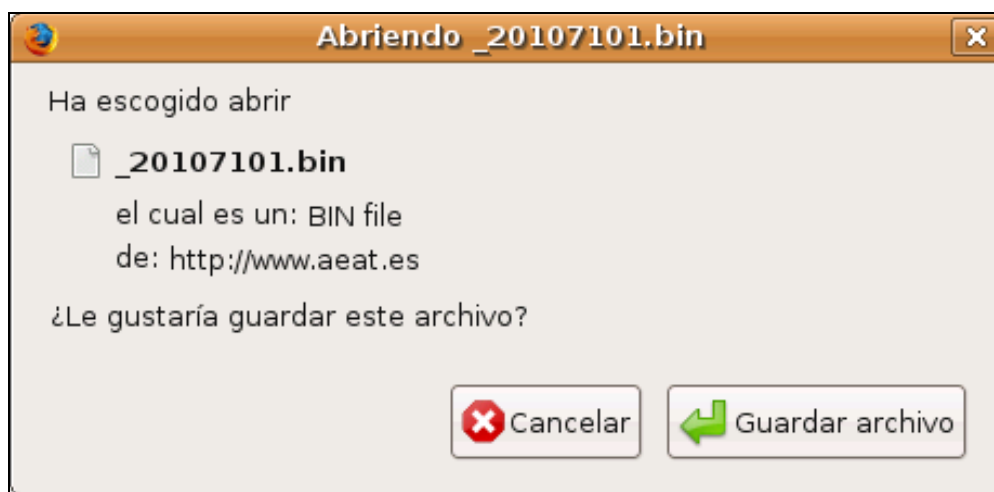 Abriendo _20107101.bin
Ha escogido abrir
_20107101.bin
el cual es un: BIN file
de: http://www.aeat.es
¿Le gustaría guardar este archivo?
Cancelar Guardar archivo